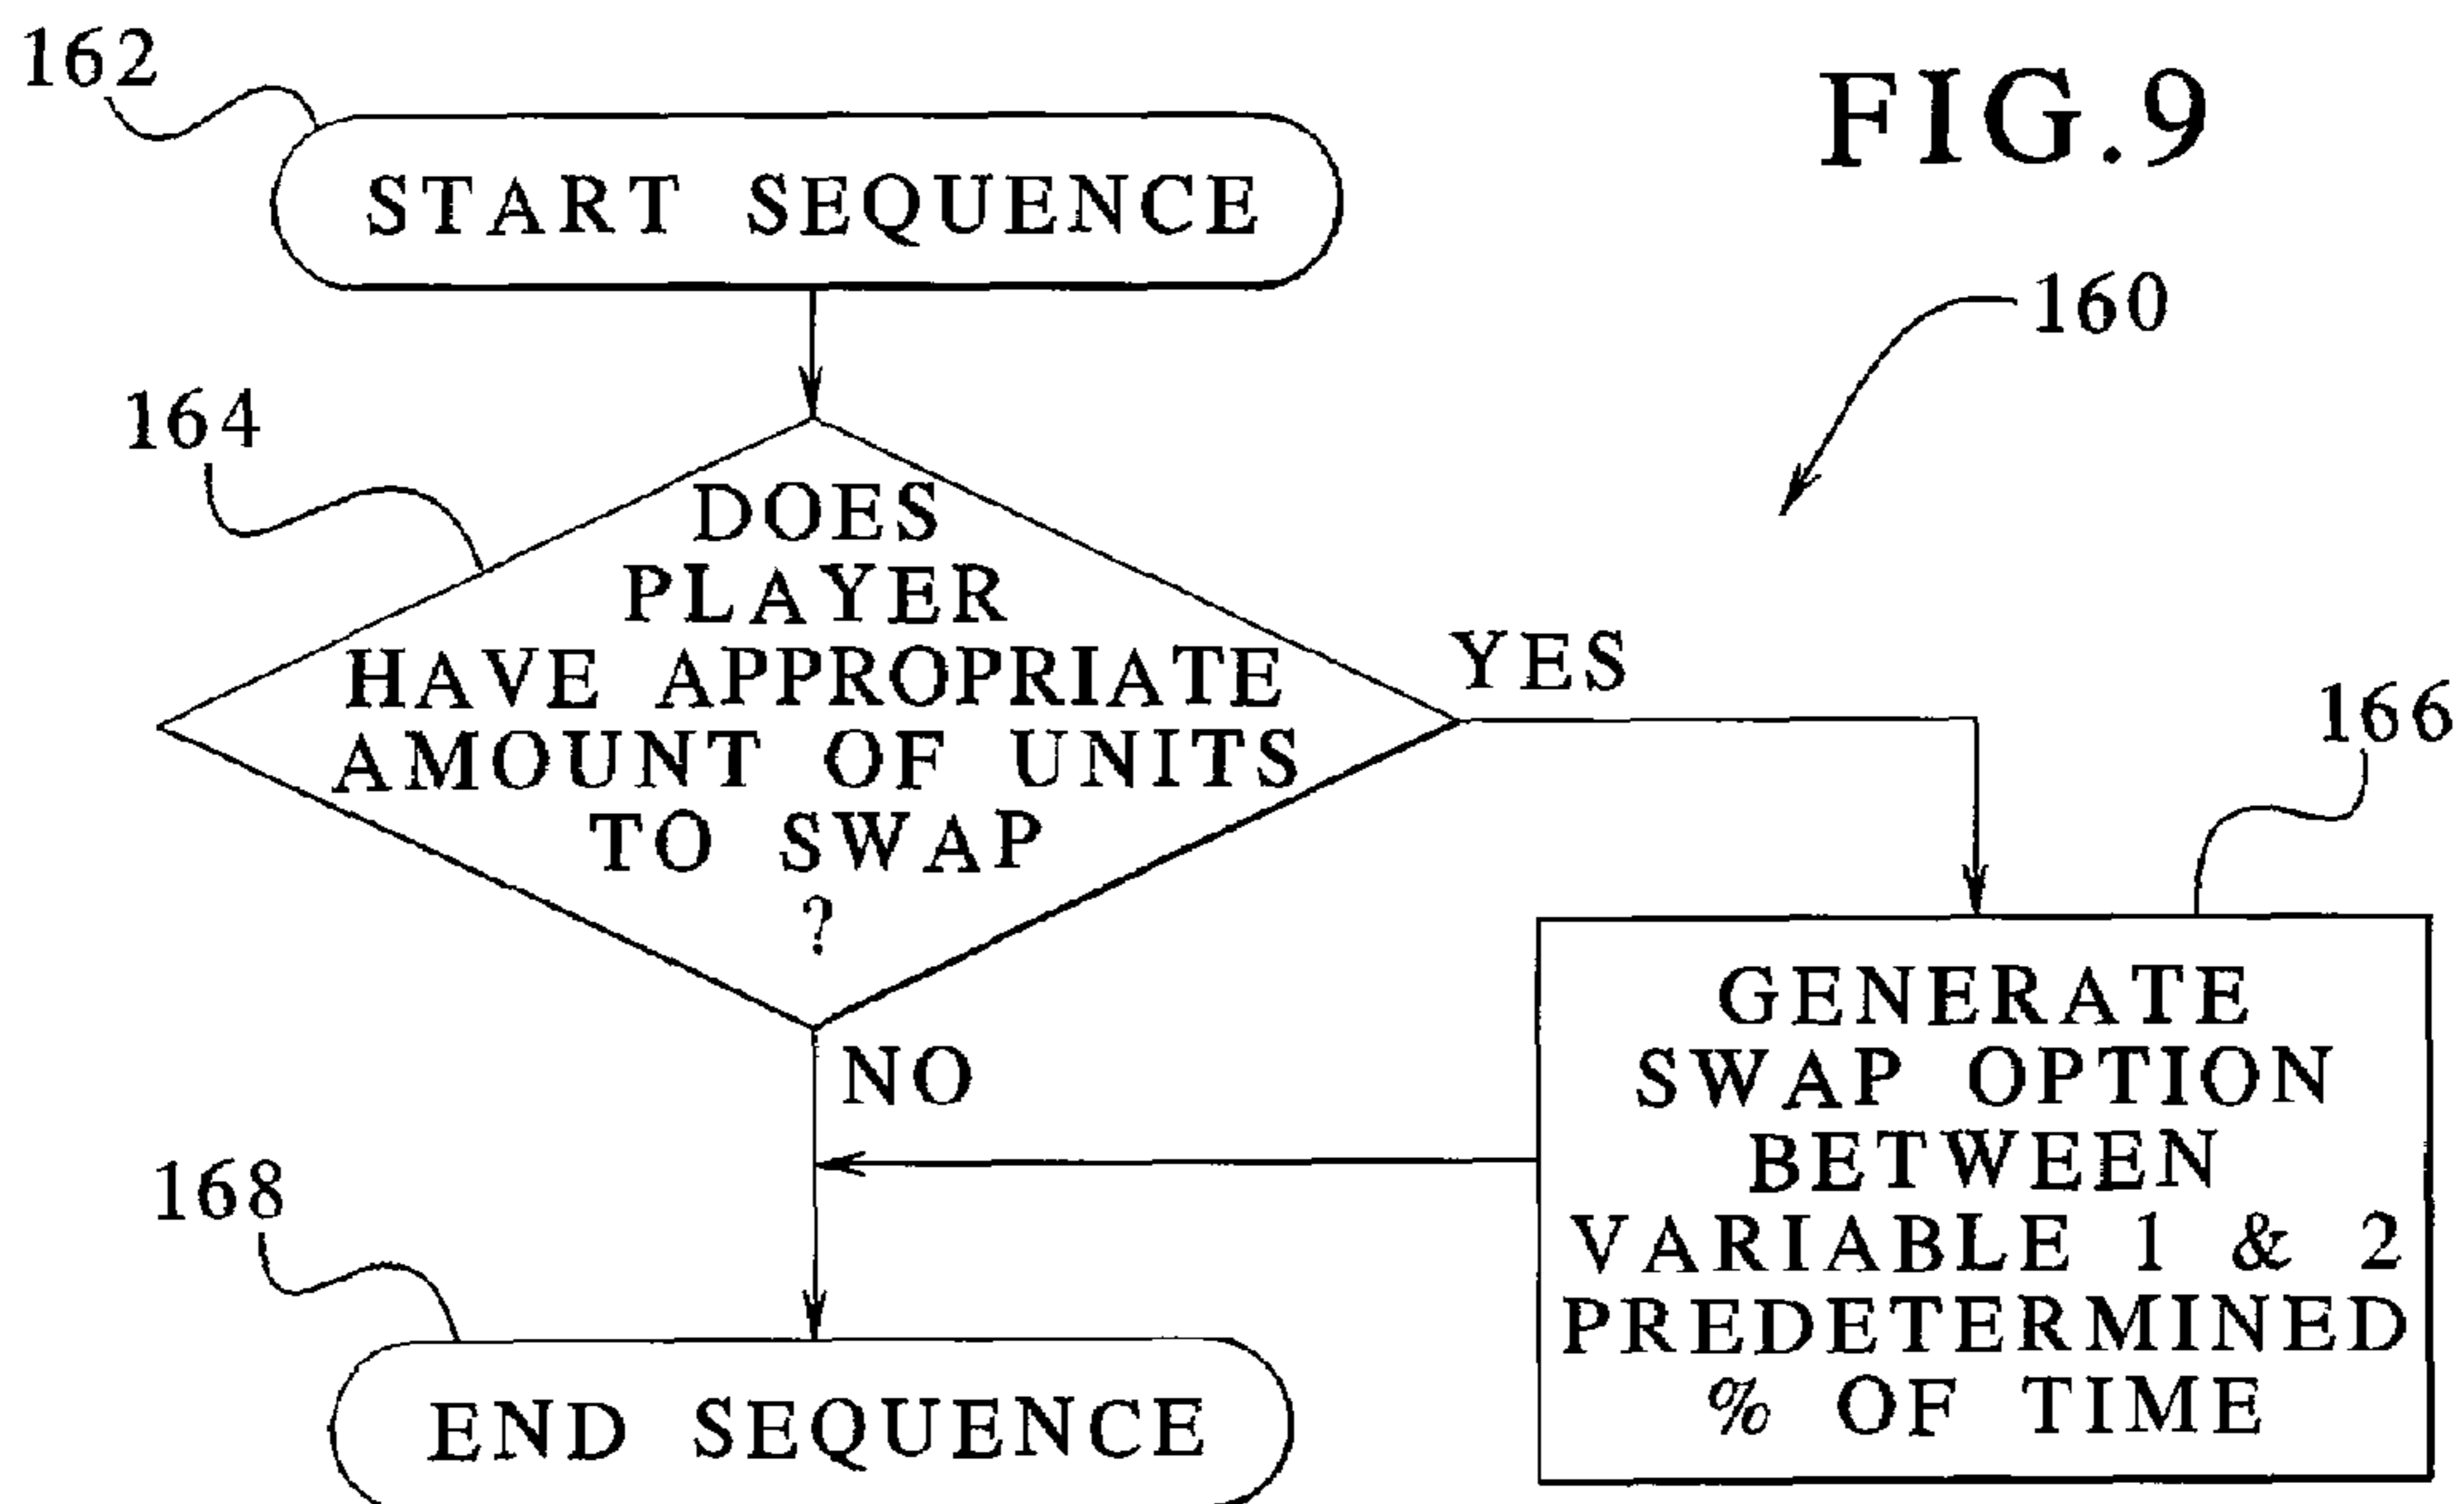 FIG.9
162
START SEQUENCE
160
164
DOES
PLAYER
HAVE APPROPRIATE
AMOUNT OF UNITS
TO SWAP
?
YES
166
NO
GENERATE
SWAP OPTION
BETWEEN
VARIABLE 1 & 2
PREDETERMINED
% OF TIME
168
END SEQUENCE